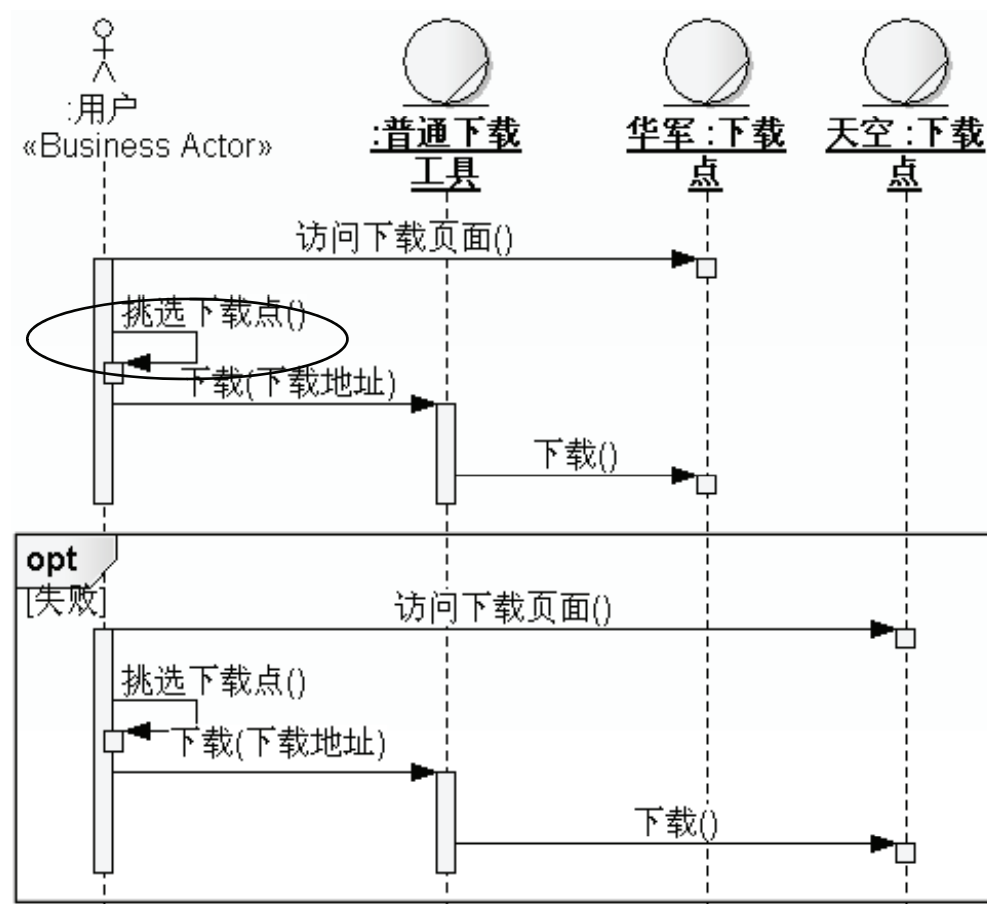 :用户
«Business Actor»
:普通下载
工具
华军 :下载
点
天空 :下载
点
访问下载页面()
挑选下载点()
下载(下载地址)
下载()
opt
[失败]
访问下载页面()
挑选下载点()
下载(下载地址)
下载()